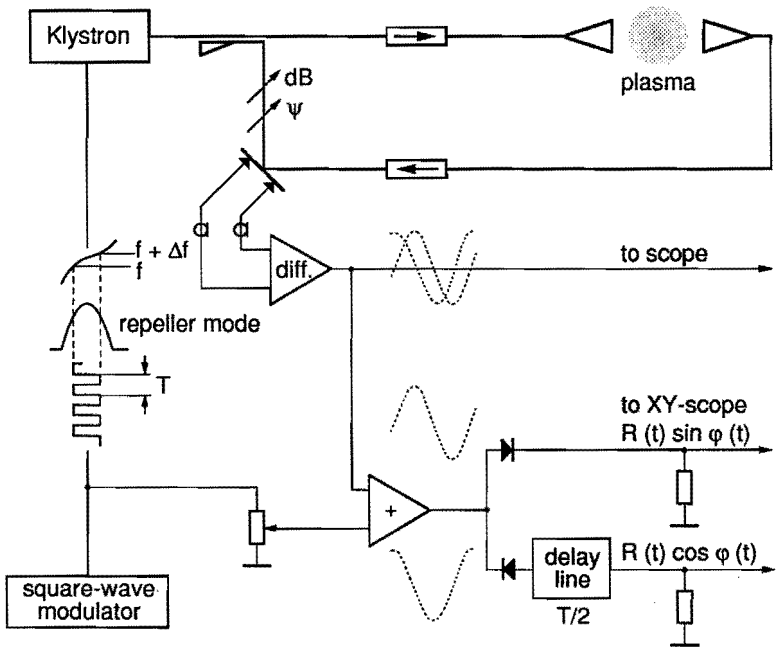 Klystron
plasma
dB
ψ
f + Δf
f
diff.
to scope
repeller mode
T
to XY-scope
R (t) sin φ (t)
+
square-wave
modulator
delay
line
R (t) cos φ (t)
T/2